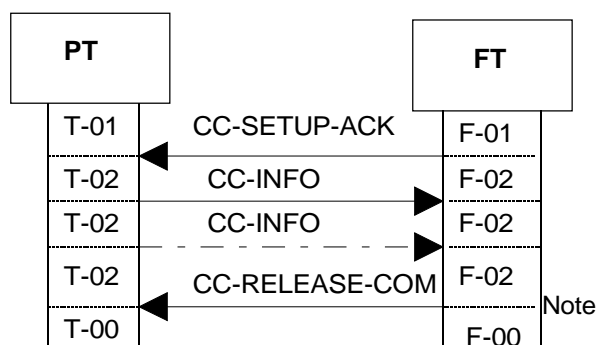 PT
FT
T-01 CC-SETUP-ACK F-01
T-02 CC-INFO F-02
T-02 CC-INFO F-02
T-02 CC-RELEASE-COM F-02
Note
T-00 F-00